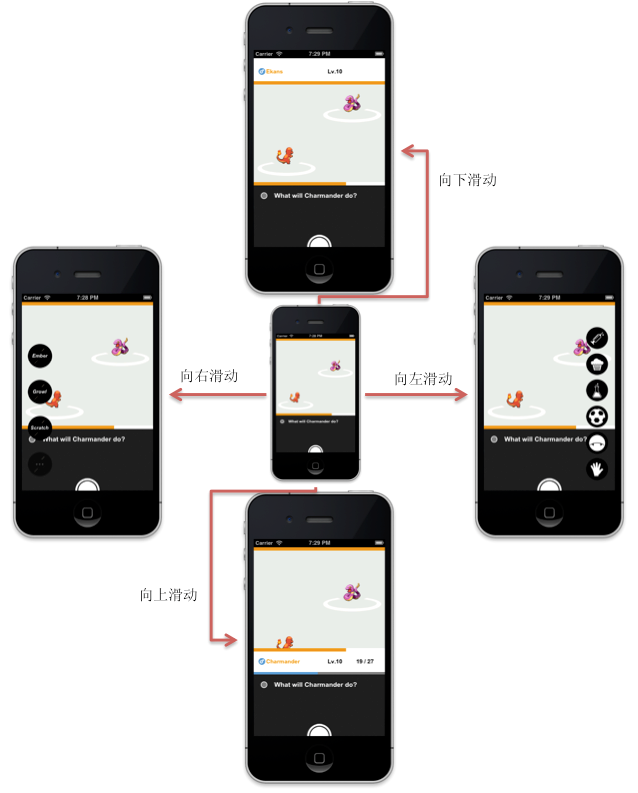 Carrier 7:29 PM
Ekans Lv.10
What will Charmander do?
向下滑动
Carrier 7:28 PM
Ember
Growl
Scratch
What will Charmander do?
向右滑动
Carrier
What will Charmander do?
向左滑动
Carrier 7:29 PM
What will Charmander do?
向上滑动
Carrier 7:29 PM
Charmander Lv.10 19 / 27
What will Charmander do?